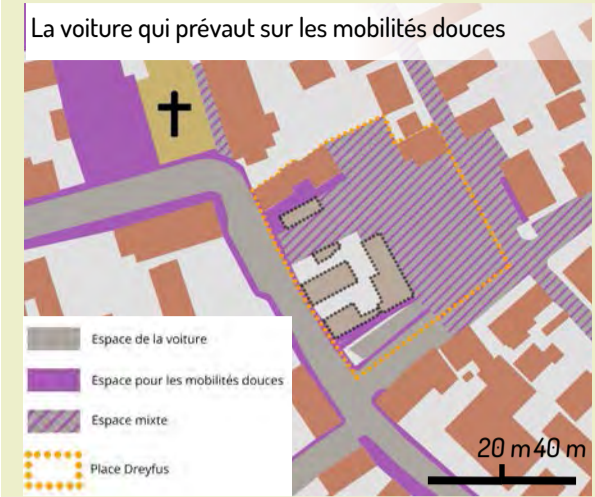 La voiture qui prévaut sur les mobilités douces
Espace de la voiture
Espace pour les mobilités douces
Espace mixte
Place Dreyfus
20 m 40 m